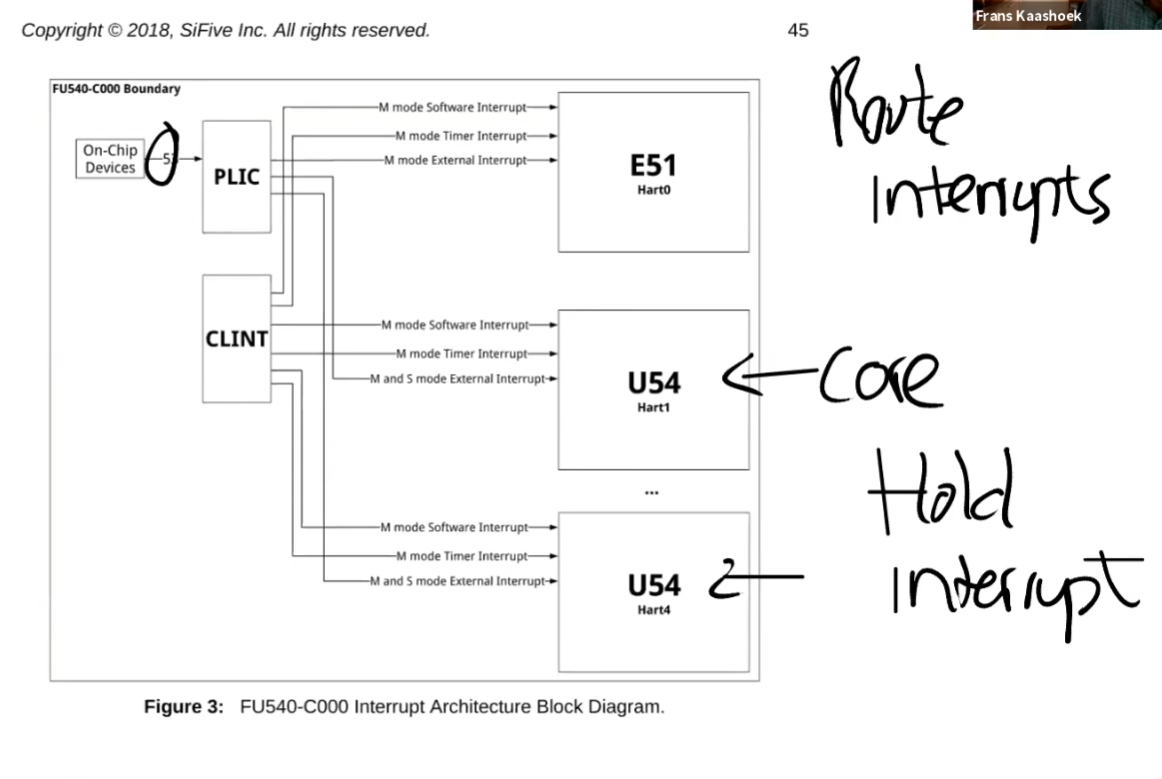 Copyright © 2018, SiFive Inc. All rights reserved.
45
Frans Kaashoek
FU540-C000 Boundary
On-Chip
Devices
PLIC
CLINT
M mode Software Interrupt
M mode Timer Interrupt
M mode External Interrupt
E51
Hart0
M mode Software Interrupt
M mode Timer Interrupt
M and S mode External Interrupt
U54
Hart1
...
M mode Software Interrupt
M mode Timer Interrupt
M and S mode External Interrupt
U54
Hart4
Route
Interrupts
Core
Hold
Interrupt
Figure 3: FU540-C000 Interrupt Architecture Block Diagram.